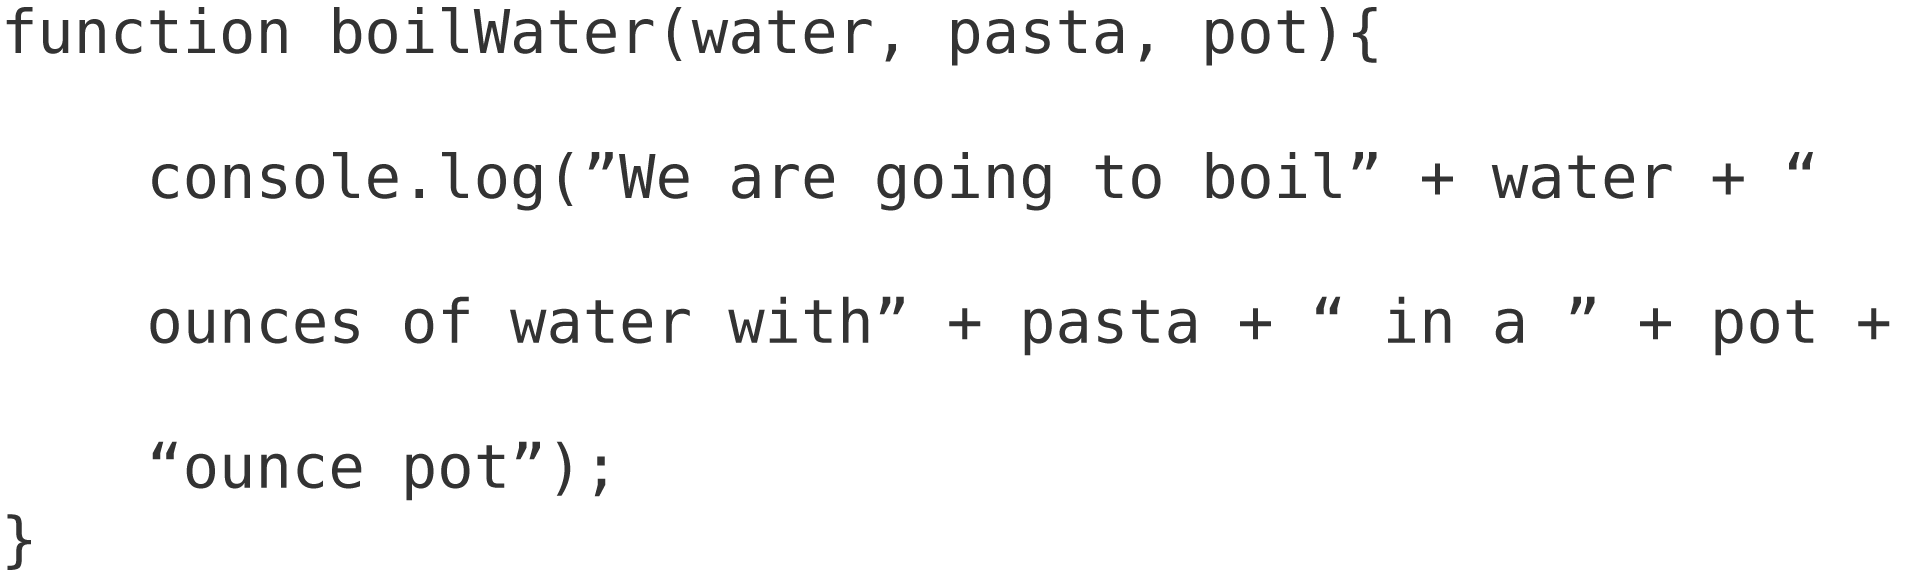 function boilWater(water, pasta, pot){
console.log(”We are going to boil” + water + “
ounces of water with” + pasta + “ in a ” + pot +
“ounce pot”);
}